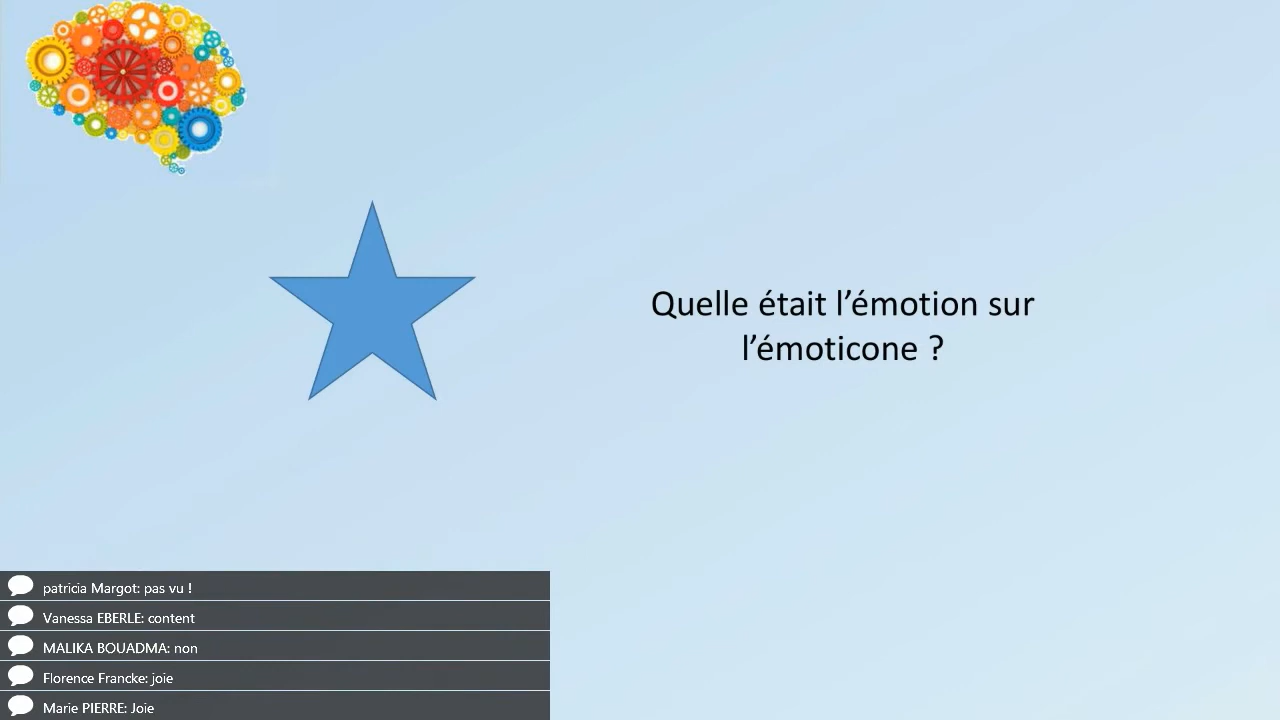 Quelle était l’émotion sur
l’émoticone ?
patricia Margot: pas vu !
Vanessa EBERLE: content
MALIKA BOUADMA: non
Florence Francke: joie
Marie PIERRE: Joie